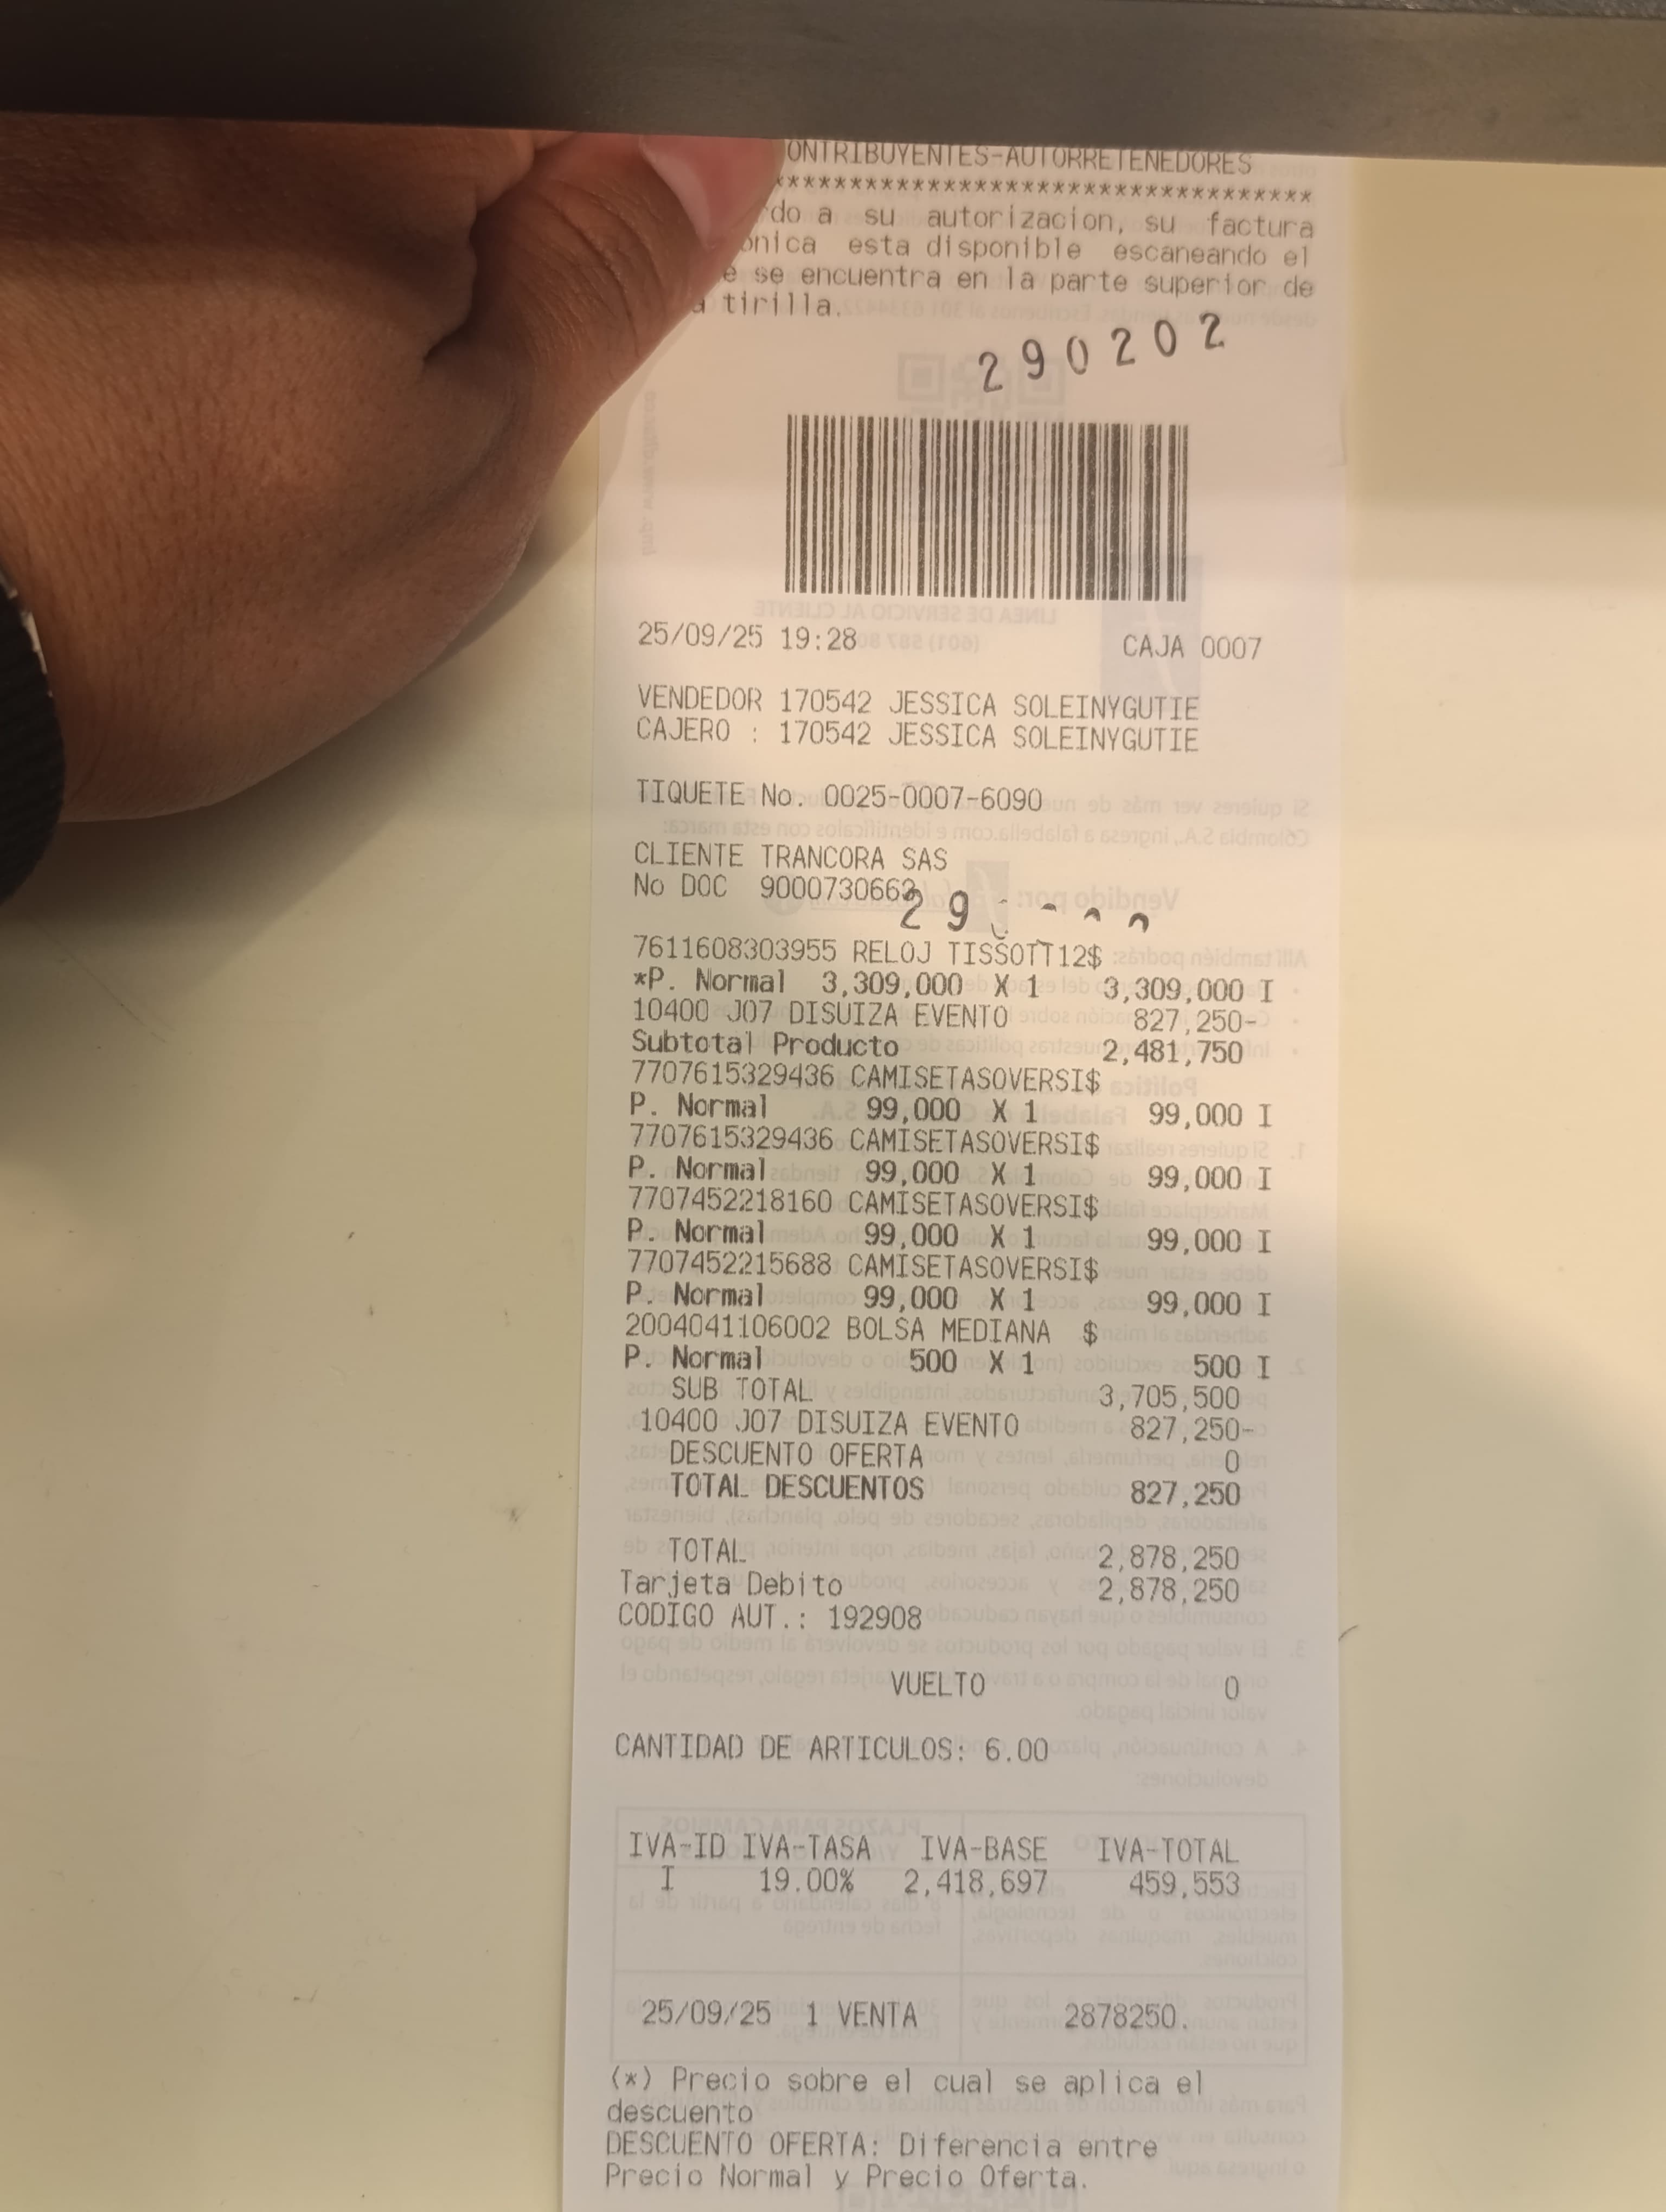 ONTRIBUYENTES-AUTORRETENEDORES
**********************************
rdo a su autorizacion, su factura
onica esta disponible escaneando el
e se encuentra en la parte superior de
a tirilla.
290202
25/09/25 19:28 CAJA 0007
VENDEDOR 170542 JESSICA SOLEINYGUTIE
CAJERO : 170542 JESSICA SOLEINYGUTIE
TIQUETE No. 0025-0007-6090
CLIENTE TRANCORA SAS
No DOC 9000730663
29
7611608303955 RELOJ TISSOTT12$
*P. Normal 3,309,000 X 1 3,309,000 I
10400 J07 DISUIZA EVENTO 827,250-
Subtotal Producto 2,481,750
7707615329436 CAMISETASOVERSI$
P. Normal 99,000 X 1 99,000 I
7707615329436 CAMISETASOVERSI$
P. Normal 99,000 X 1 99,000 I
7707452218160 CAMISETASOVERSI$
P. Normal 99,000 X 1 99,000 I
7707452215688 CAMISETASOVERSI$
P. Normal 99,000 X 1 99,000 I
2004041106002 BOLSA MEDIANA $
P. Normal 500 X 1 500 I
SUB TOTAL 3,705,500
10400 J07 DISUIZA EVENTO 827,250-
DESCUENTO OFERTA 0
TOTAL DESCUENTOS 827,250
TOTAL 2,878,250
Tarjeta Debito 2,878,250
CODIGO AUT.: 192908
VUELTO 0
CANTIDAD DE ARTICULOS: 6.00
IVA-ID IVA-TASA IVA-BASE IVA-TOTAL
I 19.00% 2,418,697 459,553
25/09/25 1 VENTA 2878250.
(*) Precio sobre el cual se aplica el
descuento
DESCUENTO OFERTA: Diferencia entre
Precio Normal y Precio Oferta.